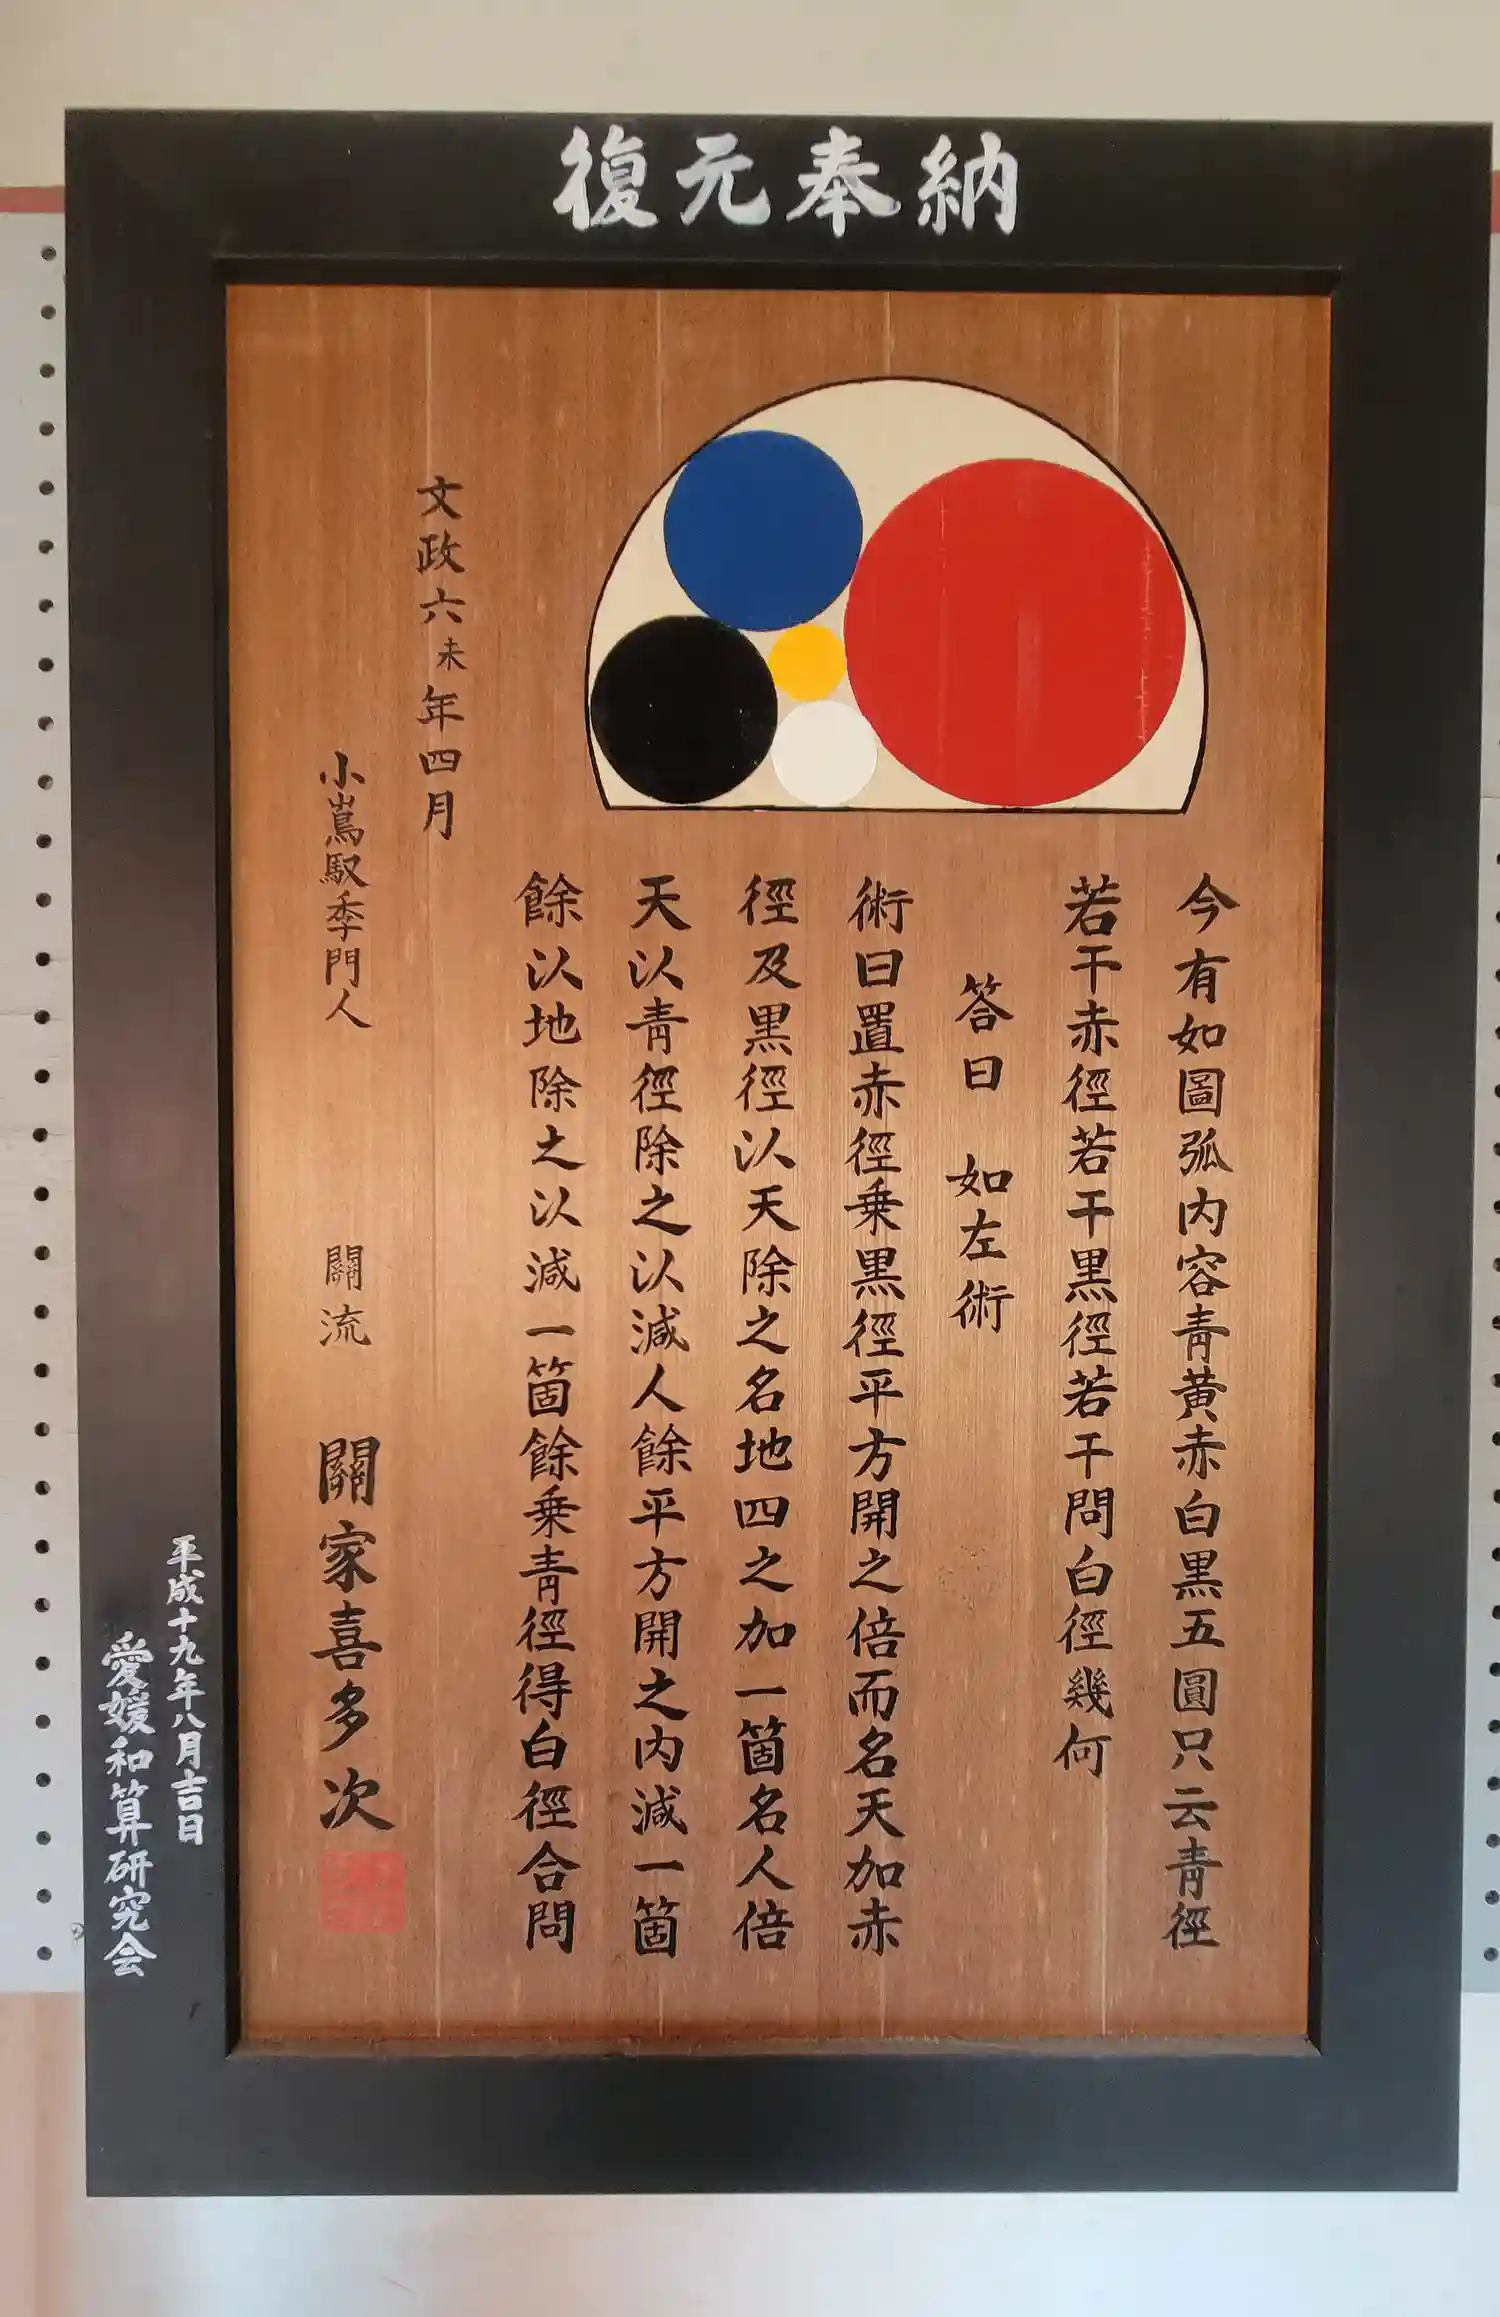 復元奉納
今有如圖弧内容青黄赤白黒五圓只云青徑
若干赤徑若干黒徑若干問白徑幾何
答曰 如左術
術曰置赤徑乗黒徑平方開之倍而名天加赤
徑及黒徑以天除之名地四之加一箇名人倍
天以青徑除之以減人餘平方開之内減一箇
餘以地除之以減一箇餘乗青徑得白徑合問
文政六未年四月
小嶌馭季門人 關流 關家喜多次
平成十九年八月吉日
愛媛和算研究会